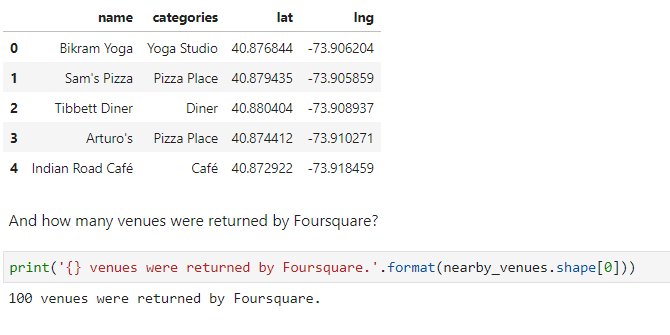 name categories lat lng
0 Bikram Yoga Yoga Studio 40.876844 -73.906204
1 Sam's Pizza Pizza Place 40.879435 -73.905859
2 Tibbett Diner Diner 40.880404 -73.908937
3 Arturo's Pizza Place 40.874412 -73.910271
4 Indian Road Café Café 40.872922 -73.918459
And how many venues were returned by Foursquare?
print('{} venues were returned by Foursquare.'.format(nearby_venues.shape[0]))
100 venues were returned by Foursquare.